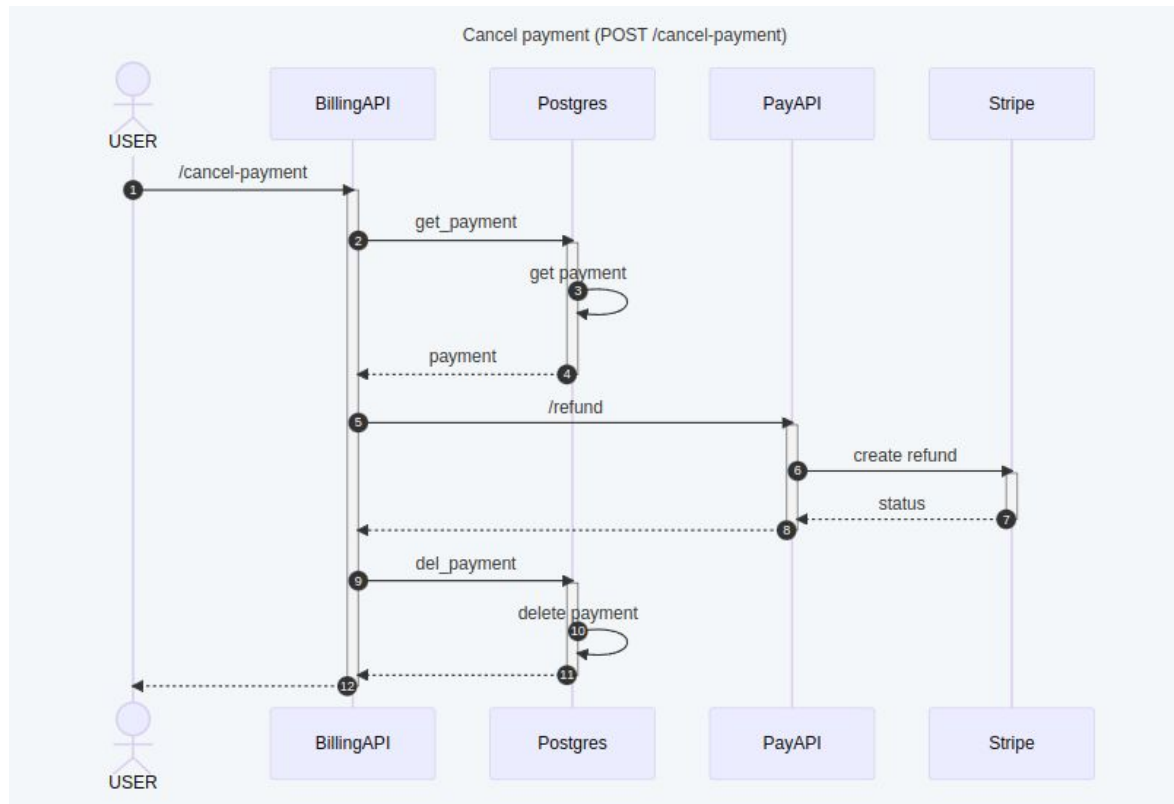 Cancel payment (POST /cancel-payment)
USER
BillingAPI
Postgres
PayAPI
Stripe
1
/cancel-payment
2
get_payment
get payment
3
payment
4
5
/refund
6
create refund
status
7
8
9
del_payment
delete payment
10
11
12
USER
BillingAPI
Postgres
PayAPI
Stripe